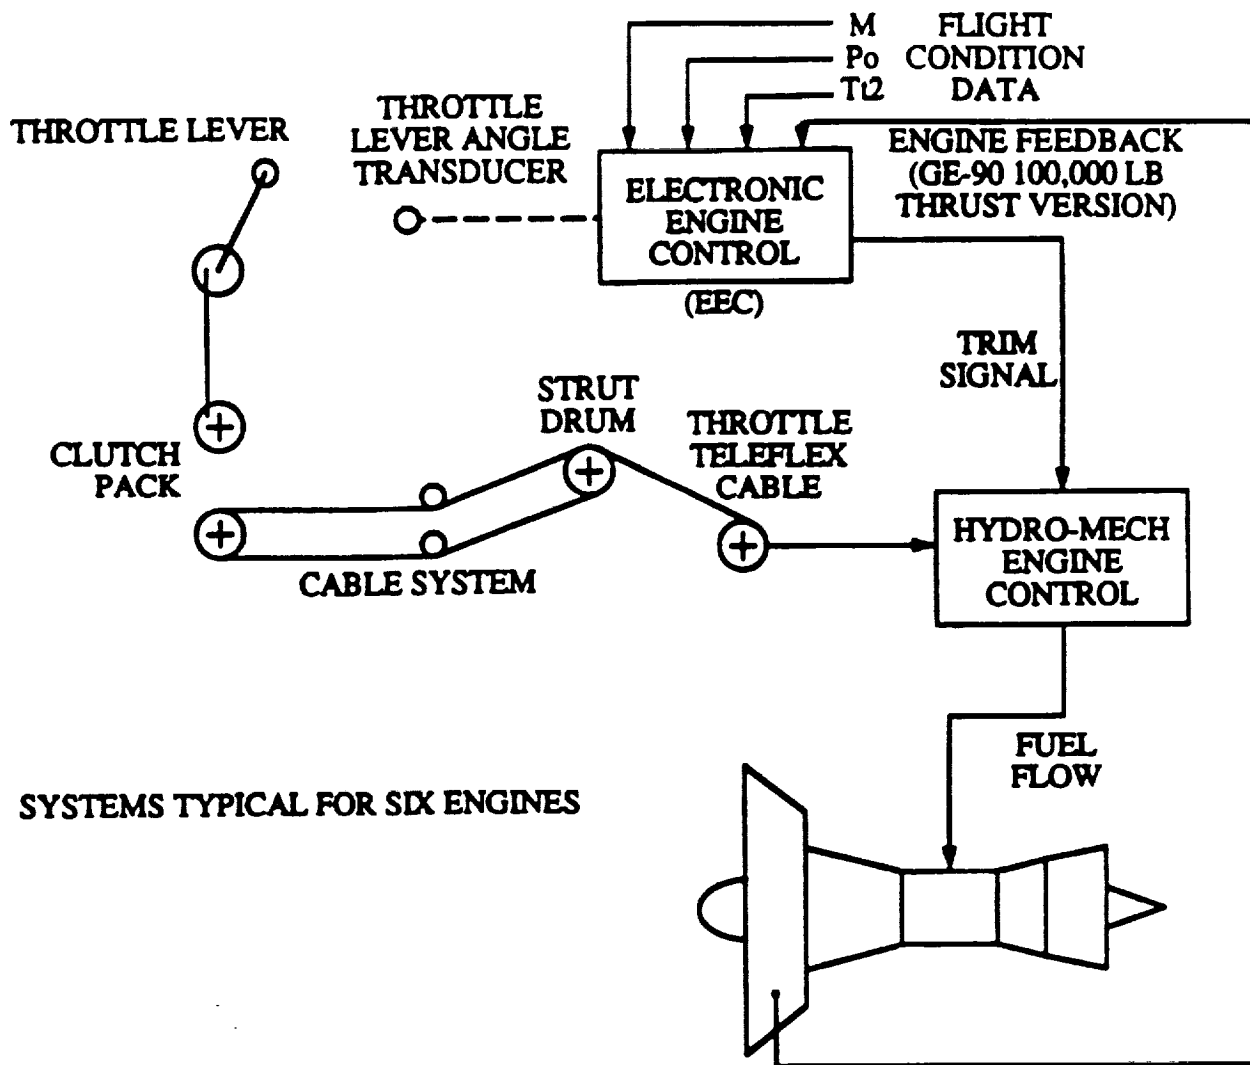 M FLIGHT
Po CONDITION
Tt2 DATA
THROTTLE LEVER
THROTTLE
LEVER ANGLE
TRANSDUCER
ENGINE FEEDBACK
(GE-90 100,000 LB
THRUST VERSION)
ELECTRONIC
ENGINE
CONTROL
(EEC)
TRIM
SIGNAL
STRUT
DRUM
THROTTLE
TELEFLEX
CABLE
CLUTCH
PACK
CABLE SYSTEM
HYDRO-MECH
ENGINE
CONTROL
FUEL
FLOW
SYSTEMS TYPICAL FOR SIX ENGINES